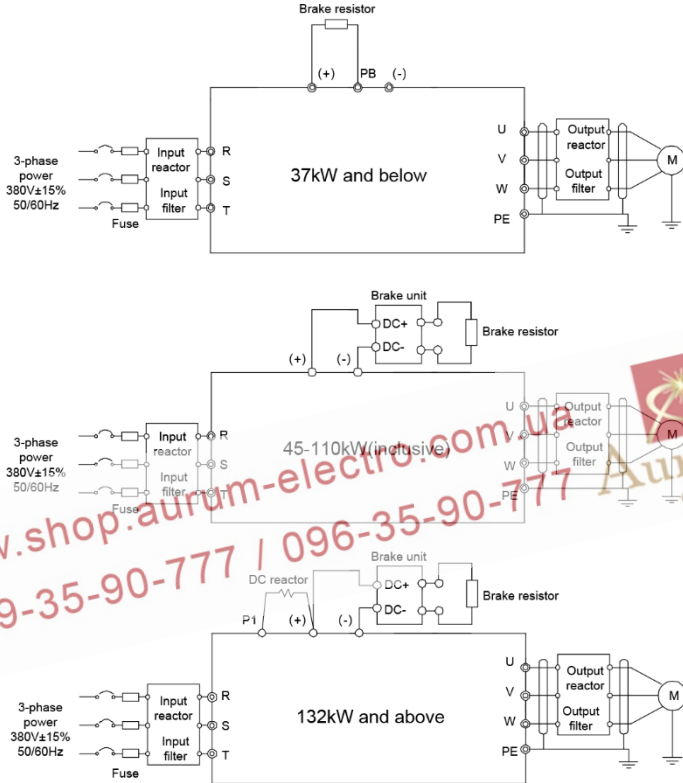 Brake resistor
(+) PB (-)
3-phase
power
380V±15%
50/60Hz
Fuse
Input
reactor
Input
filter
R
S
T
37kW and below
U
V
W
PE
Output
reactor
Output
filter
M
Brake unit
DC+
DC-
Brake resistor
(+) (-)
3-phase
power
380V±15%
50/60Hz
Fuse
Input
reactor
Input
filter
R
S
T
45-110kW(inclusive)
U
V
W
PE
Output
reactor
Output
filter
M
w.shop.aurum-electro.com.ua
9-35-90-777 / 096-35-90-777
DC reactor
Brake unit
DC+
DC-
Brake resistor
P1 (+) (-)
3-phase
power
380V±15%
50/60Hz
Fuse
Input
reactor
Input
filter
R
S
T
132kW and above
U
V
W
PE
Output
reactor
Output
filter
M